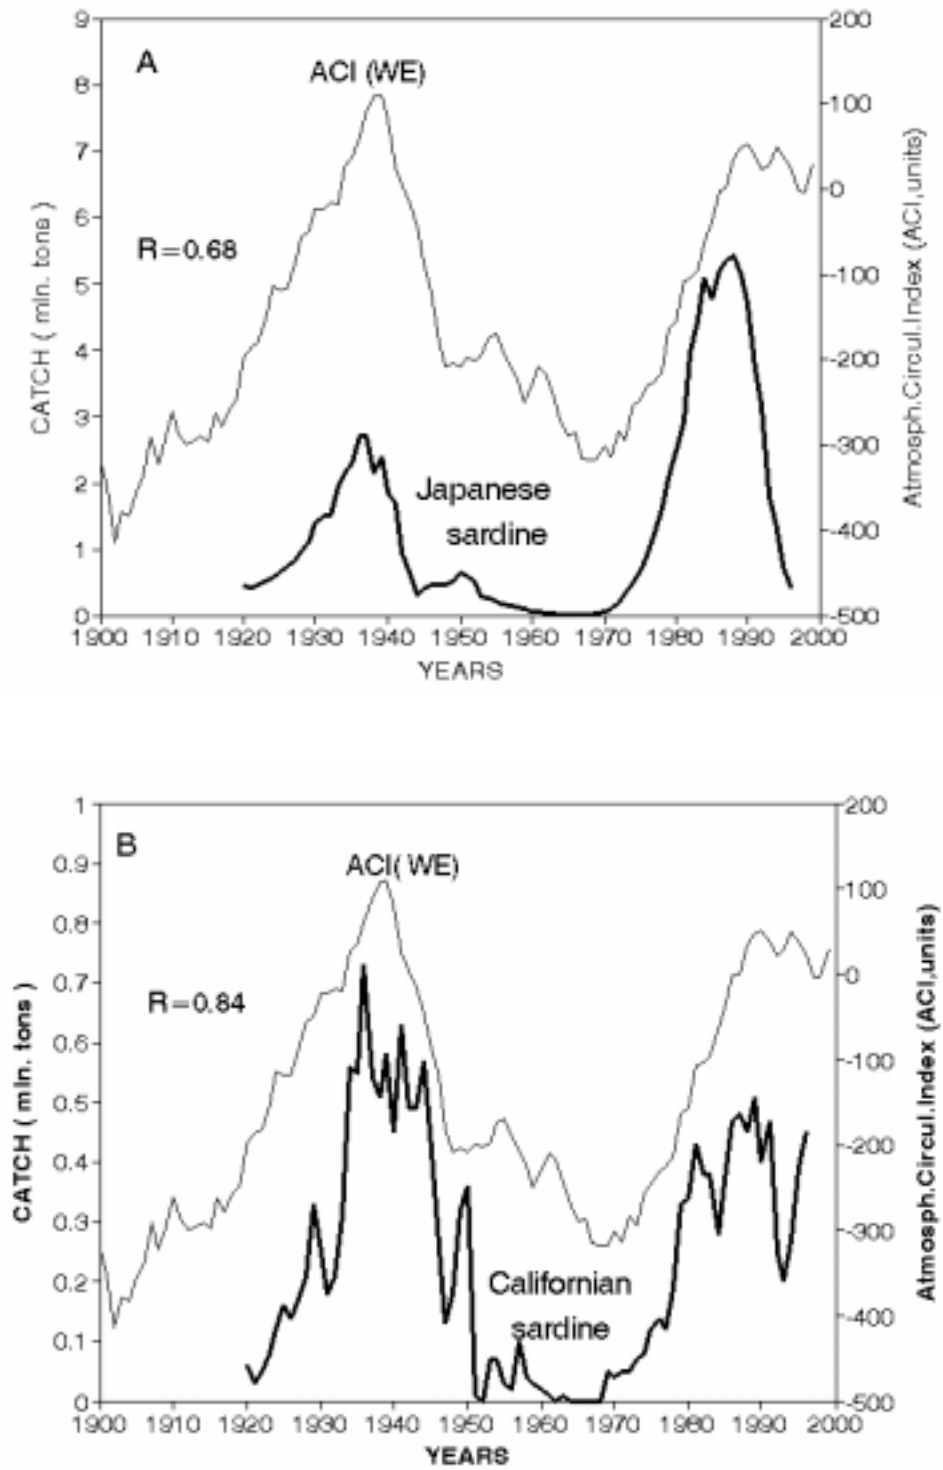 A
ACI (WE)
R=0.68
Japanese
sardine
CATCH ( mln. tons )
9
8
7
6
5
4
3
2
1
0
200
100
0
-100
-200
-300
-400
-500
Atmosph.Circul.Index (ACI,units)
1900 1910 1920 1930 1940 1950 1960 1970 1980 1990 2000
YEARS
B
ACI( WE)
R=0.84
Californian
sardine
CATCH ( mln. tons )
1
0.9
0.8
0.7
0.6
0.5
0.4
0.3
0.2
0.1
0
200
100
0
-100
-200
-300
-400
-500
Atmosph.Circul.Index (ACI,units)
1900 1910 1920 1930 1940 1950 1960 1970 1980 1990 2000
YEARS